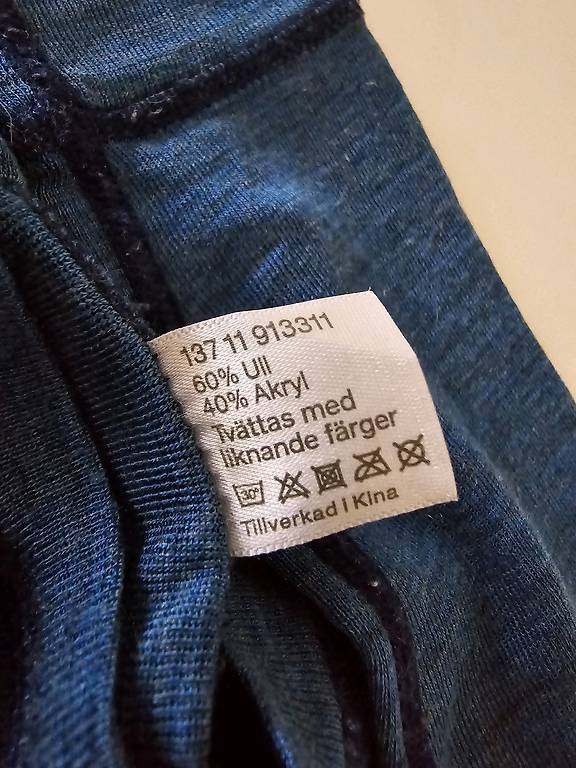 137 11 913311
60% Ull
40% Akryl
Tvättas med
liknande färger
30°
Tillverkad i Kina